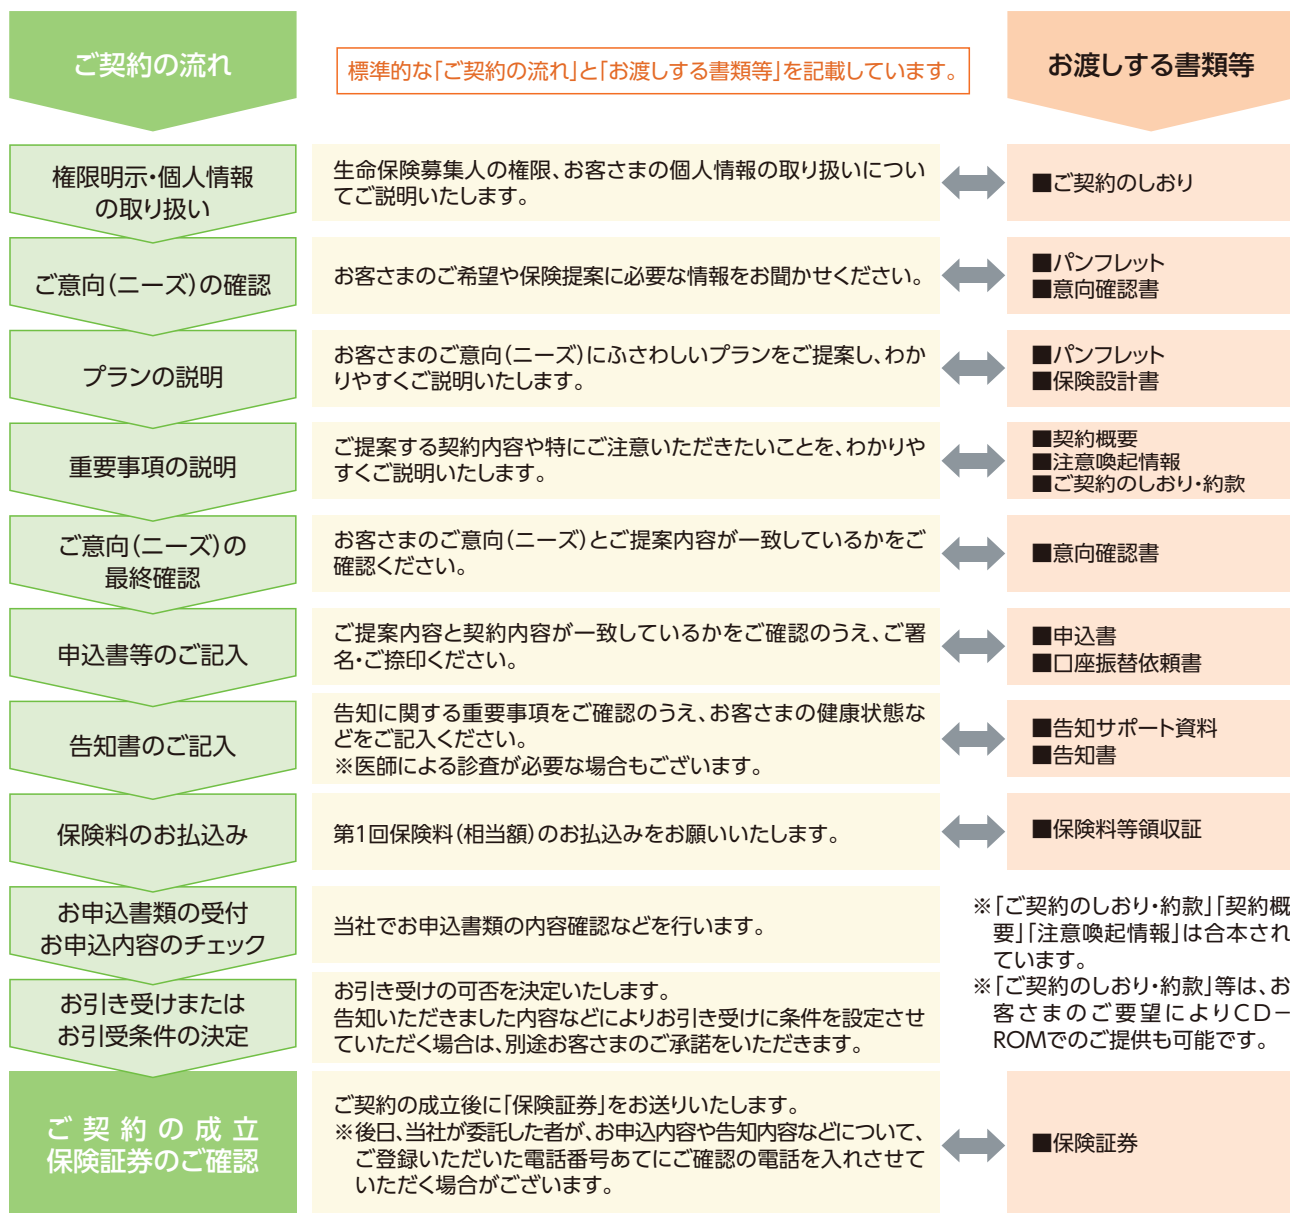 ご契約の流れ
標準的な「ご契約の流れ」と「お渡しする書類等」を記載しています。
お渡しする書類等
権限明示・個人情報
の取り扱い
生命保険募集人の権限、お客さまの個人情報の取り扱いについ
てご説明いたします。
■ご契約のしおり
ご意向(ニーズ)の確認
お客さまのご希望や保険提案に必要な情報をお聞かせください。
■パンフレット
■意向確認書
プランの説明
お客さまのご意向(ニーズ)にふさわしいプランをご提案し、わか
りやすくご説明いたします。
■パンフレット
■保険設計書
重要事項の説明
ご提案する契約内容や特にご注意いただきたいことを、わかりや
すくご説明いたします。
■契約概要
■注意喚起情報
■ご契約のしおり・約款
ご意向(ニーズ)の
最終確認
お客さまのご意向(ニーズ)とご提案内容が一致しているかをご
確認ください。
■意向確認書
申込書等のご記入
ご提案内容と契約内容が一致しているかをご確認のうえ、ご署
名・ご捺印ください。
■申込書
■口座振替依頼書
告知書のご記入
告知に関する重要事項をご確認のうえ、お客さまの健康状態な
どをご記入ください。
※医師による診査が必要な場合もございます。
■告知サポート資料
■告知書
保険料のお払込み
第1回保険料(相当額)のお払込みをお願いいたします。
■保険料等領収証
お申込書類の受付
お申込内容のチェック
当社でお申込書類の内容確認などを行います。
※「ご契約のしおり・約款」「契約概
要」「注意喚起情報」は合本され
ています。
※「ご契約のしおり・約款」等は、お
客さまのご要望によりCD－
ROMでのご提供も可能です。
お引き受けまたは
お引受条件の決定
お引き受けの可否を決定いたします。
告知いただきました内容などによりお引き受けに条件を設定させ
ていただく場合は、別途お客さまのご承諾をいただきます。
ご契約の成立
保険証券のご確認
ご契約の成立後に「保険証券」をお送りいたします。
※後日、当社が委託した者が、お申込内容や告知内容などについて、
ご登録いただいた電話番号あてにご確認の電話を入れさせて
いただく場合がございます。
■保険証券